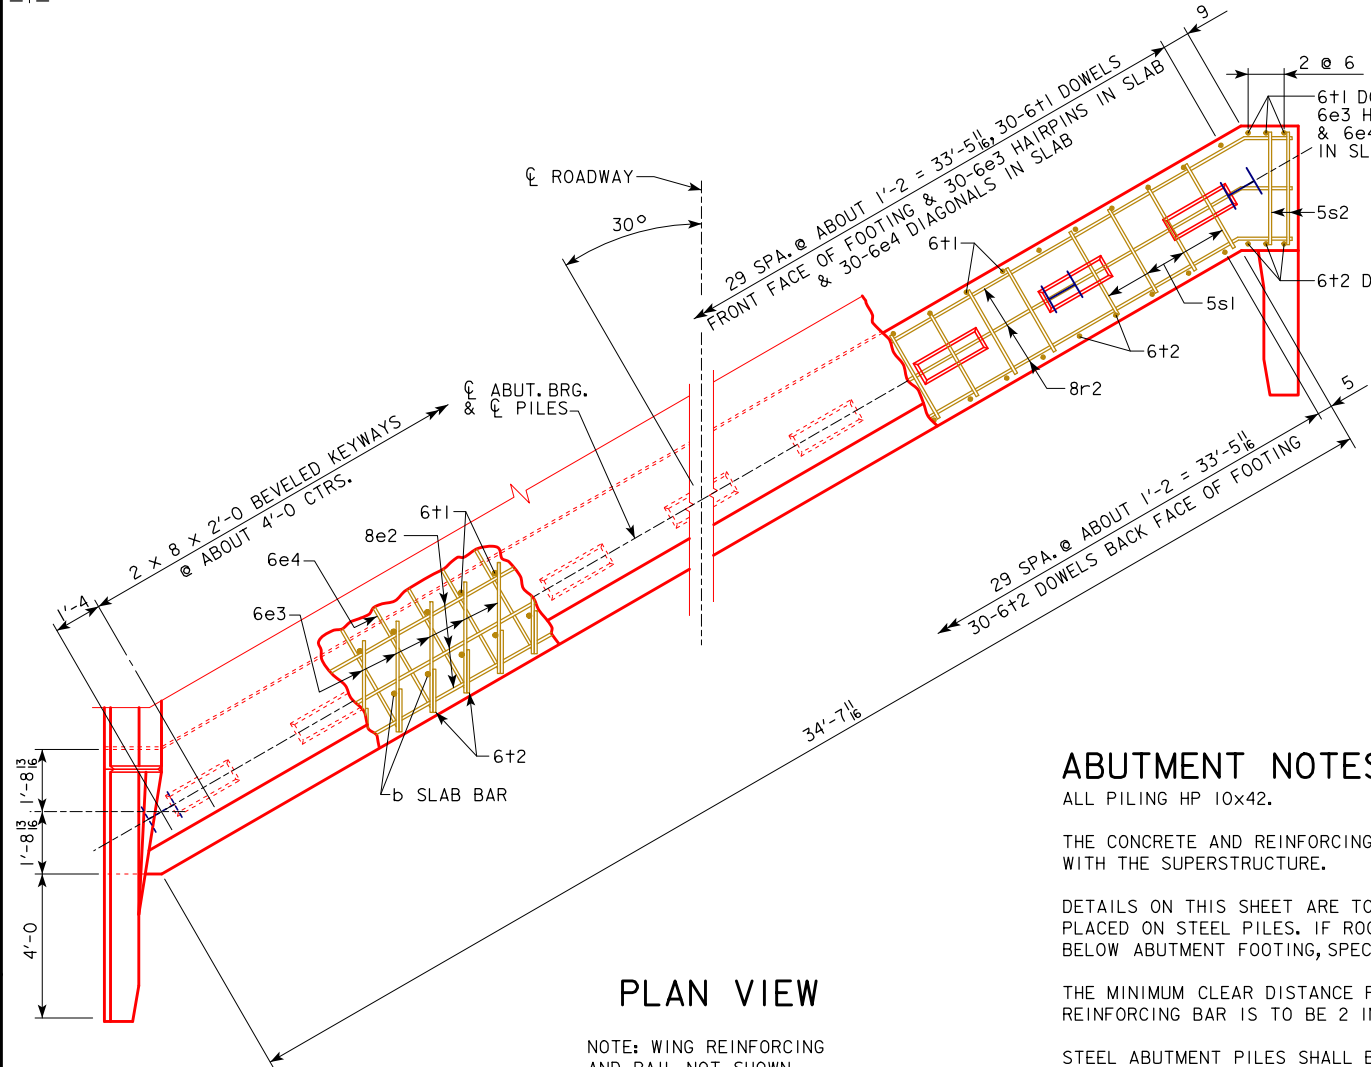 9
2 @ 6
29 SPA. @ ABOUT 1'-2 = 33'-5 11/16, 30-6t1 DOWELS
FRONT FACE OF FOOTING & 30-6e3 HAIRPINS IN SLAB
& 30-6e4 DIAGONALS IN SLAB
6t1 D
6e3 H
& 6e4
IN SL
℄ ROADWAY
30°
6t1
5s2
6t2 D
5s1
6t2
8r2
5
℄ ABUT. BRG.
& ℄ PILES
2 x 8 x 2'-0 BEVELED KEYWAYS
@ ABOUT 4'-0 CTRS.
1'-4
6t1
8e2
6e4
6e3
6t2
b SLAB BAR
29 SPA. @ ABOUT 1'-2 = 33'-5 11/16
30-6t2 DOWELS BACK FACE OF FOOTING
34'-7 11/16
1'-8 13/16
1'-8 13/16
4'-0
PLAN VIEW
NOTE: WING REINFORCING
AND RAIL NOT SHOWN
ABUTMENT NOTES
ALL PILING HP 10x42.
THE CONCRETE AND REINFORCING
WITH THE SUPERSTRUCTURE.
DETAILS ON THIS SHEET ARE TO
PLACED ON STEEL PILES. IF ROC
BELOW ABUTMENT FOOTING, SPEC
THE MINIMUM CLEAR DISTANCE F
REINFORCING BAR IS TO BE 2 IN
STEEL ABUTMENT PILES SHALL B